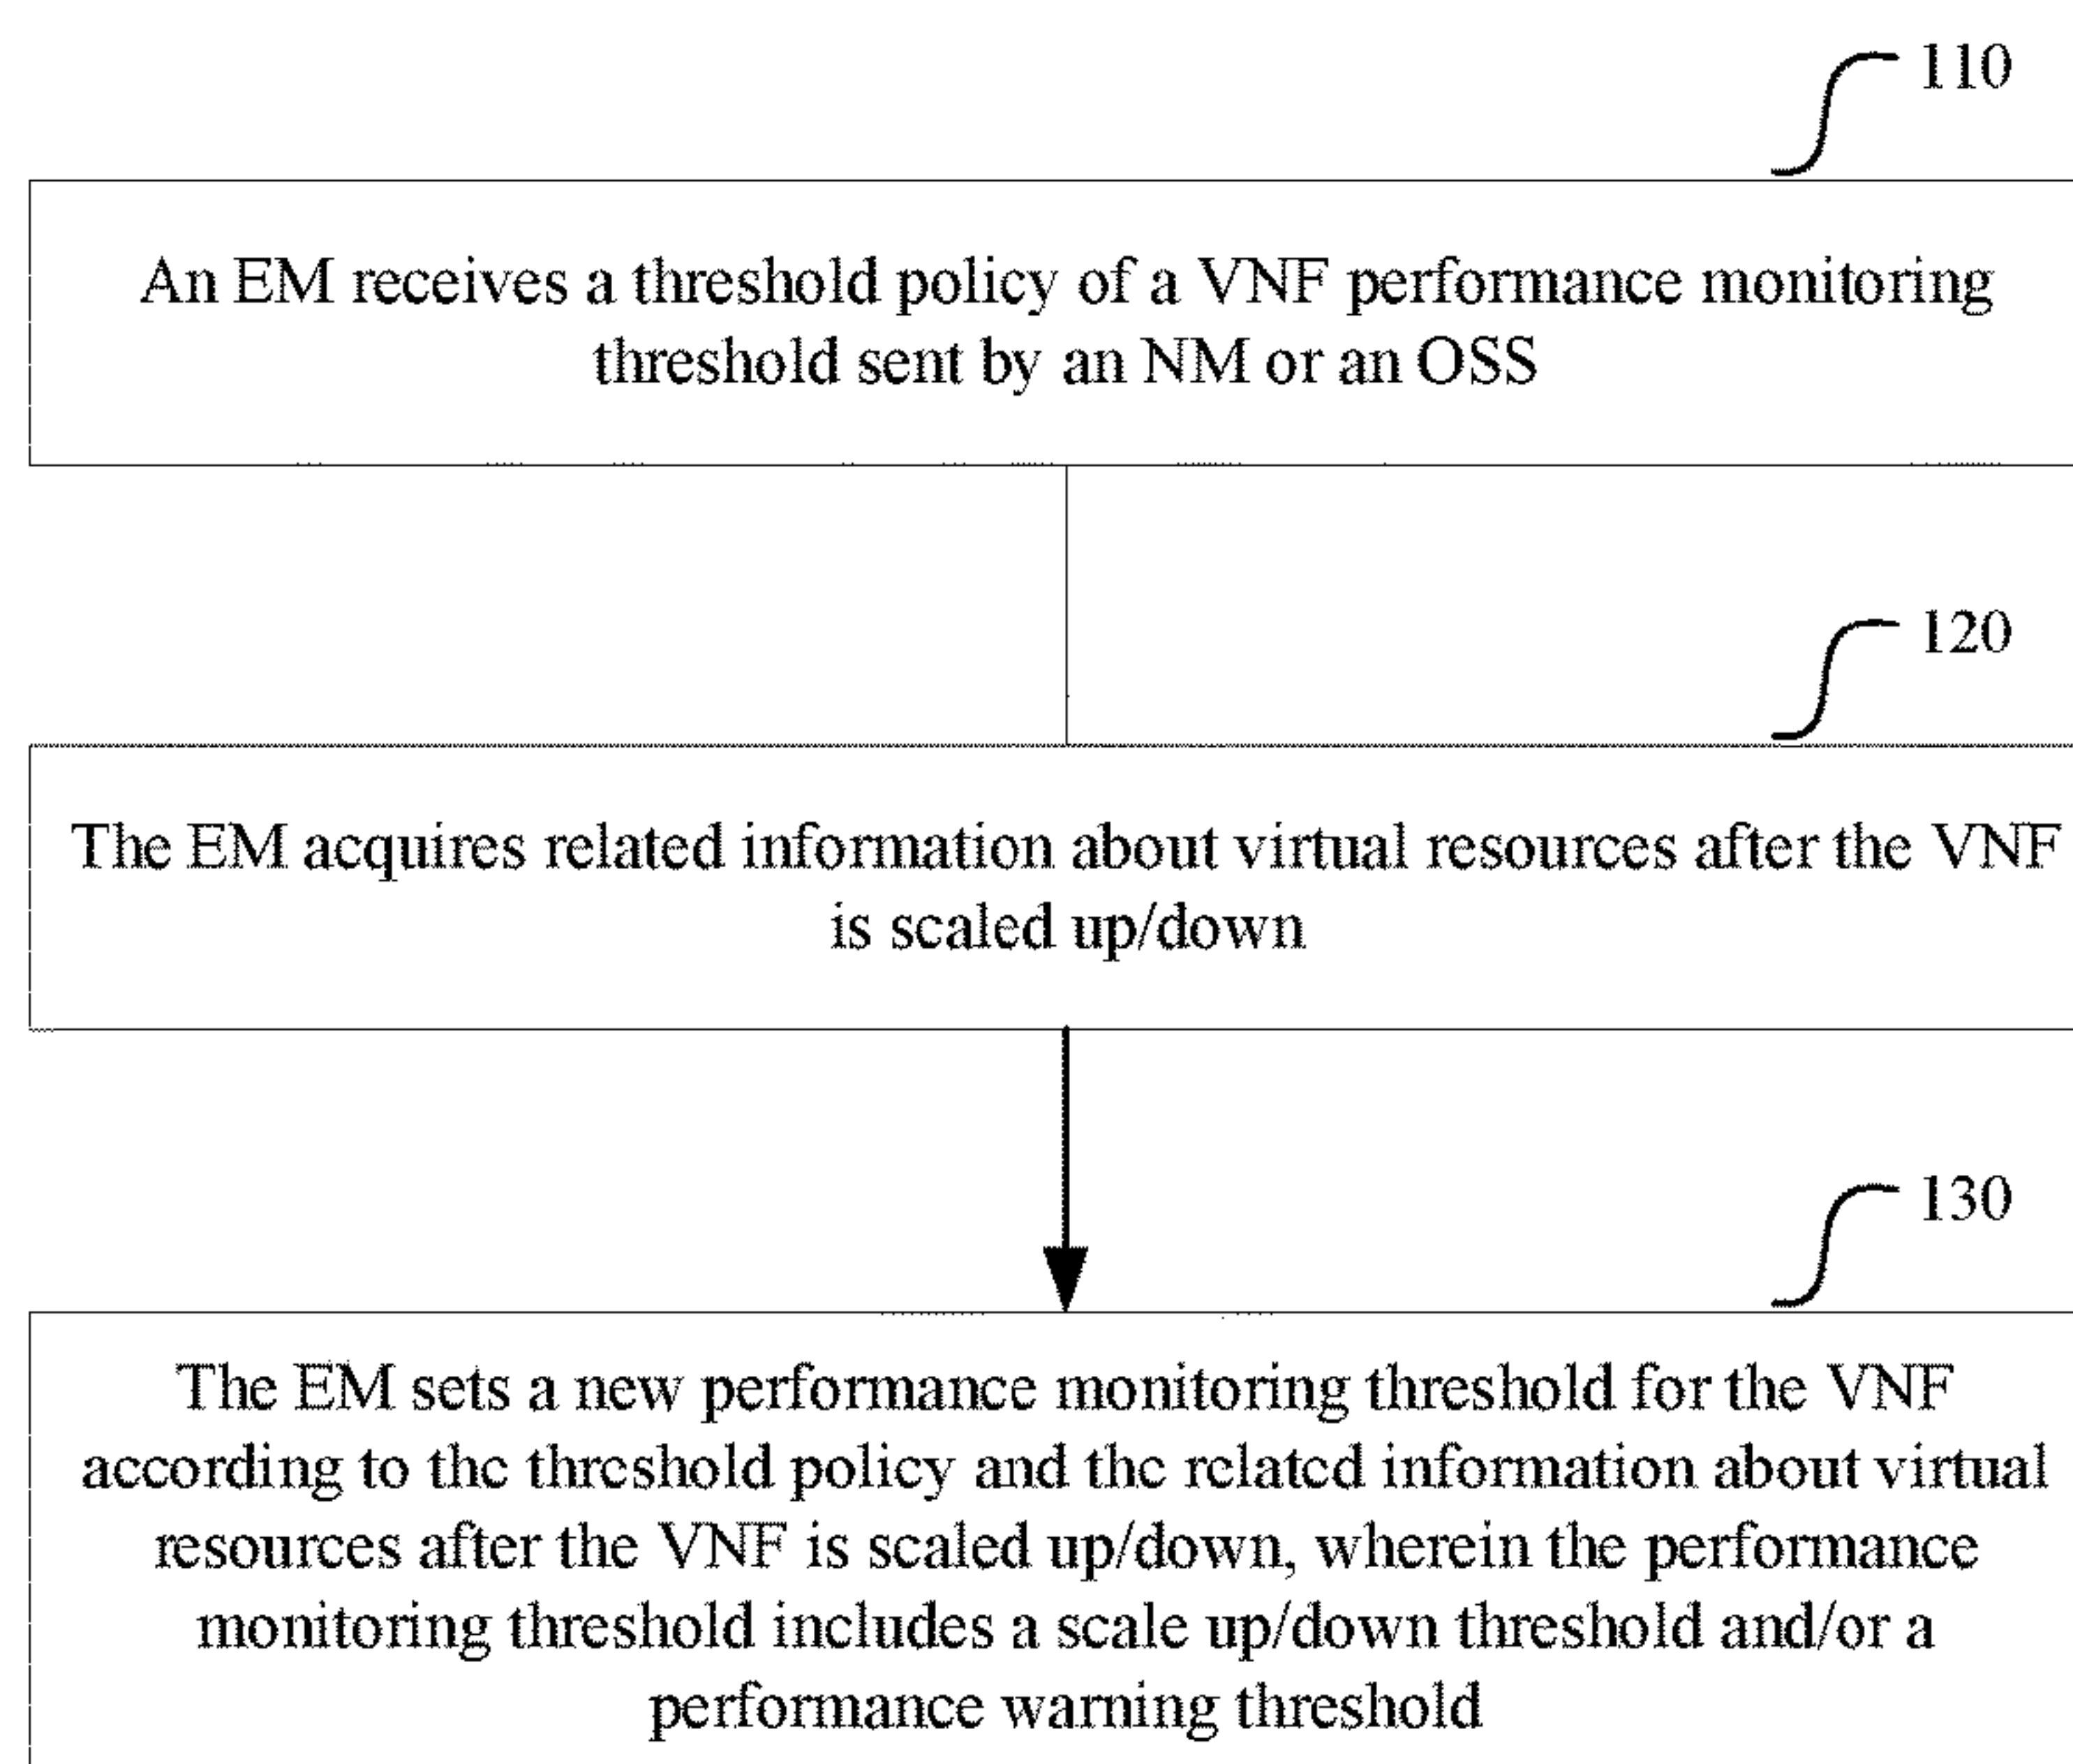 110
An EM receives a threshold policy of a VNF performance monitoring
threshold sent by an NM or an OSS
120
The EM acquires related information about virtual resources after the VNF
is scaled up/down
130
The EM sets a new performance monitoring threshold for the VNF
according to the threshold policy and the related information about virtual
resources after the VNF is scaled up/down, wherein the performance
monitoring threshold includes a scale up/down threshold and/or a
performance warning threshold